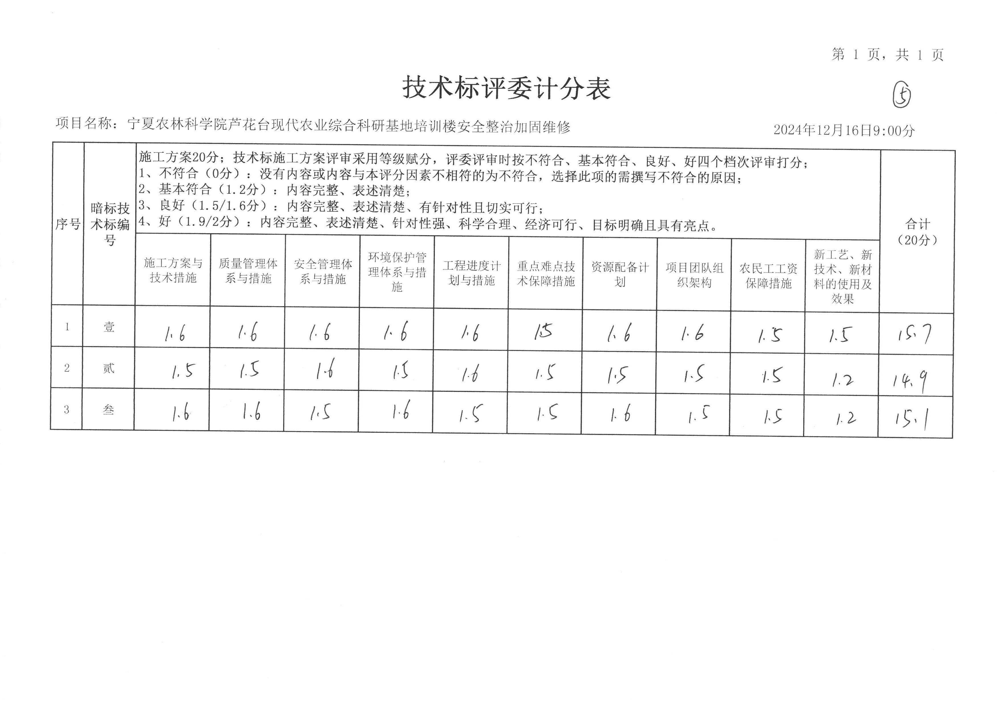 第 1 页，共 1 页
技术标评委计分表
⑤
项目名称：宁夏农林科学院芦花台现代农业综合科研基地培训楼安全整治加固维修
2024年12月16日9:00分
序号
暗标技
术标编
号
施工方案20分；技术标施工方案评审采用等级赋分，评委评审时按不符合、基本符合、良好、好四个档次评审打分；
1、不符合（0分）：没有内容或内容与本评分因素不相符的为不符合，选择此项的需撰写不符合的原因；
2、基本符合（1.2分）：内容完整、表述清楚；
3、良好（1.5/1.6分）：内容完整、表述清楚、有针对性且切实可行；
4、好（1.9/2分）：内容完整、表述清楚、针对性强、科学合理、经济可行、目标明确且具有亮点。
合计
（20分）
施工方案与
技术措施
质量管理体
系与措施
安全管理体
系与措施
环境保护管
理体系与措
施
工程进度计
划与措施
重点难点技
术保障措施
资源配备计
划
项目团队组
织架构
农民工工资
保障措施
新工艺、新
技术、新材
料的使用及
效果
1 壹 1.6 1.6 1.6 1.6 1.6 1.5 1.6 1.6 1.5 1.5 15.7
2 贰 1.5 1.5 1.6 1.5 1.6 1.5 1.5 1.5 1.5 1.2 14.9
3 叁 1.6 1.6 1.5 1.6 1.5 1.5 1.6 1.5 1.5 1.2 15.1